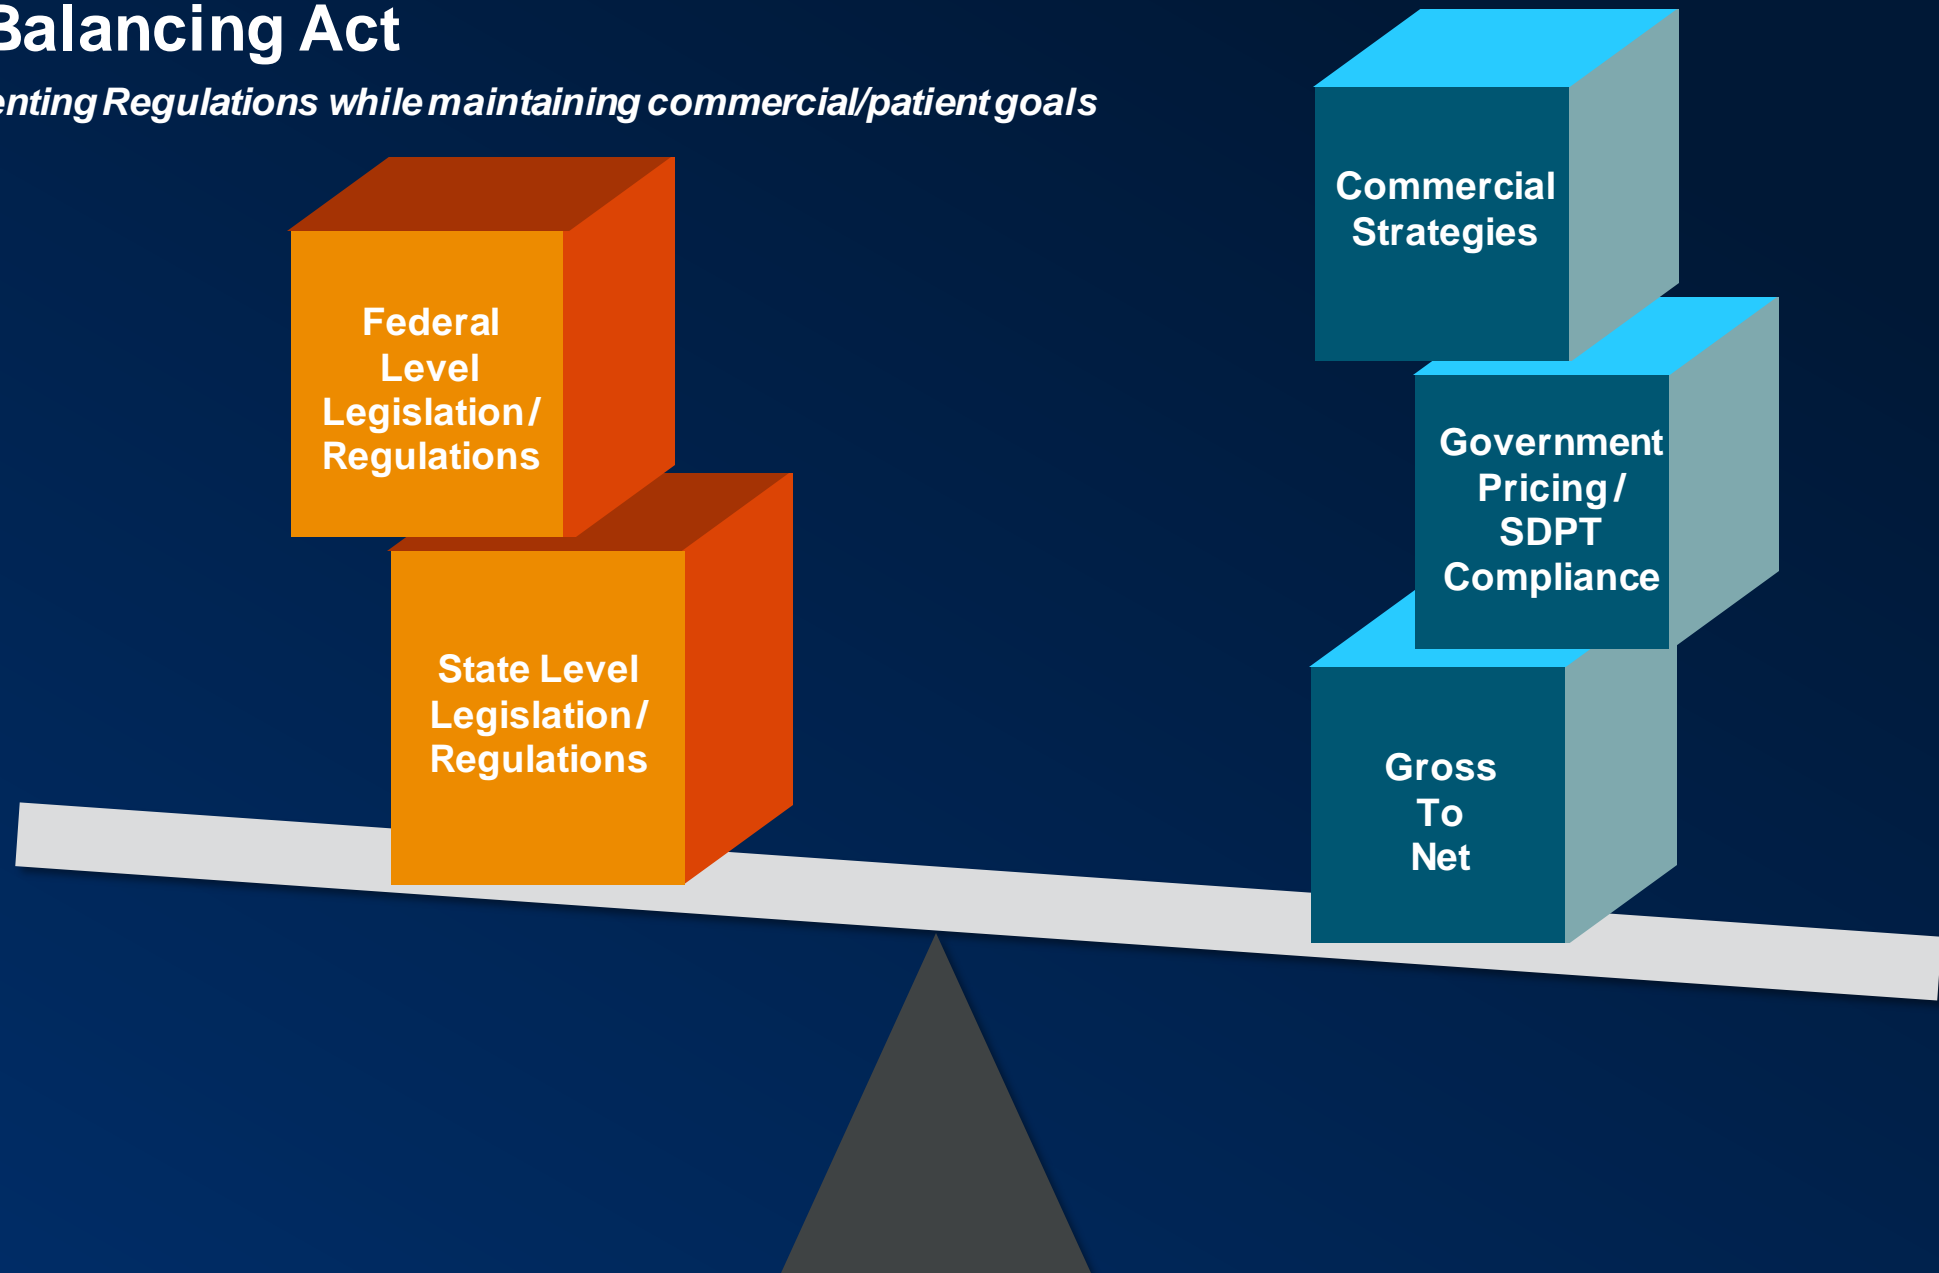 Balancing Act
enting Regulations while maintaining commercial/patient goals
Federal
Level
Legislation/
Regulations
State Level
Legislation/
Regulations
Commercial
Strategies
Government
Pricing/
SDPT
Compliance
Gross
To
Net